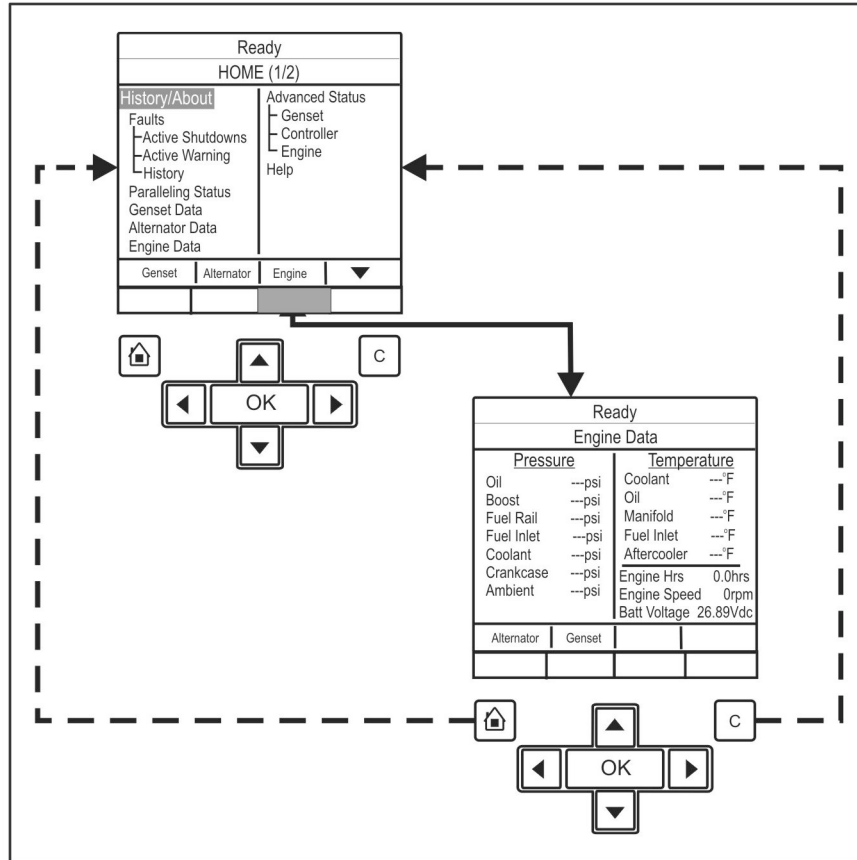 Ready
HOME (1/2)
History/About
Faults
Active Shutdowns
Active Warning
History
Paralleling Status
Genset Data
Alternator Data
Engine Data
Advanced Status
Genset
Controller
Engine
Help
Genset Alternator Engine
C
OK
Ready
Engine Data
Pressure
Oil ---psi
Boost ---psi
Fuel Rail ---psi
Fuel Inlet ---psi
Coolant ---psi
Crankcase ---psi
Ambient ---psi
Temperature
Coolant ---°F
Oil ---°F
Manifold ---°F
Fuel Inlet ---°F
Aftercooler ---°F
Engine Hrs 0.0hrs
Engine Speed 0rpm
Batt Voltage 26.89Vdc
Alternator Genset
C
OK